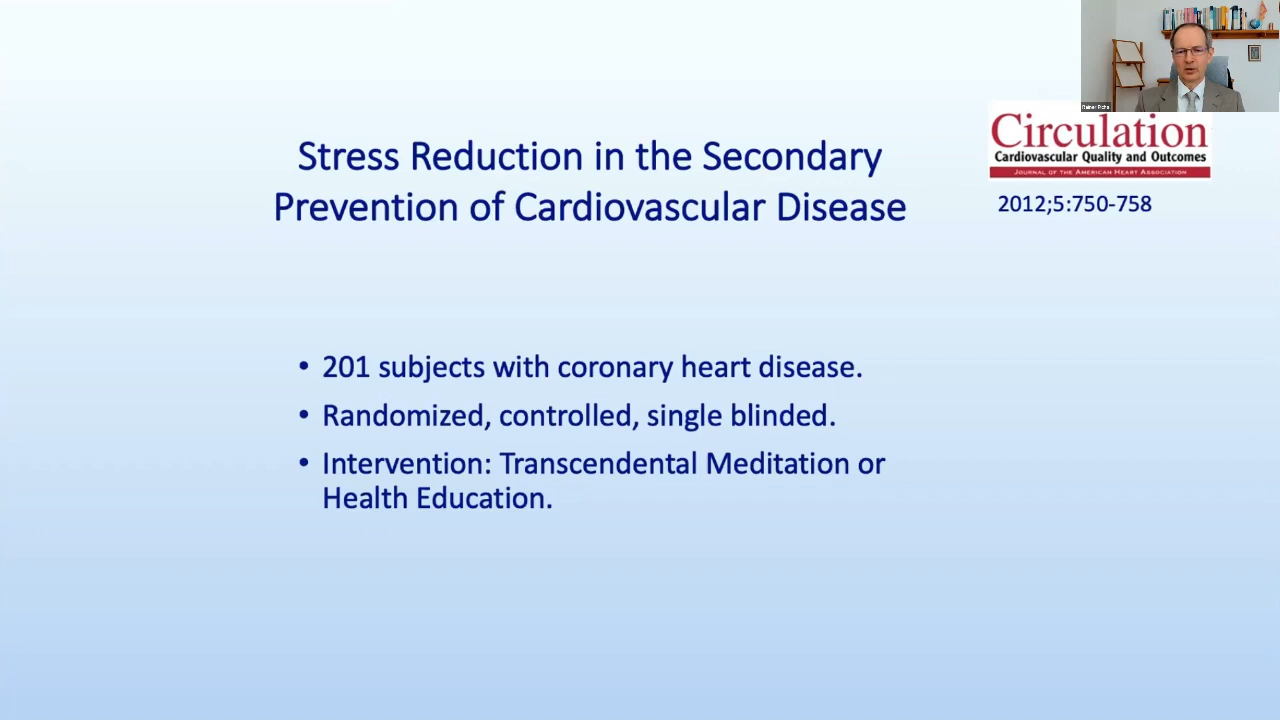 Rainer Picha
Circulation
Cardiovascular Quality and Outcomes
JOURNAL OF THE AMERICAN HEART ASSOCIATION
2012;5:750-758
Stress Reduction in the Secondary
Prevention of Cardiovascular Disease
• 201 subjects with coronary heart disease.
• Randomized, controlled, single blinded.
• Intervention: Transcendental Meditation or
Health Education.